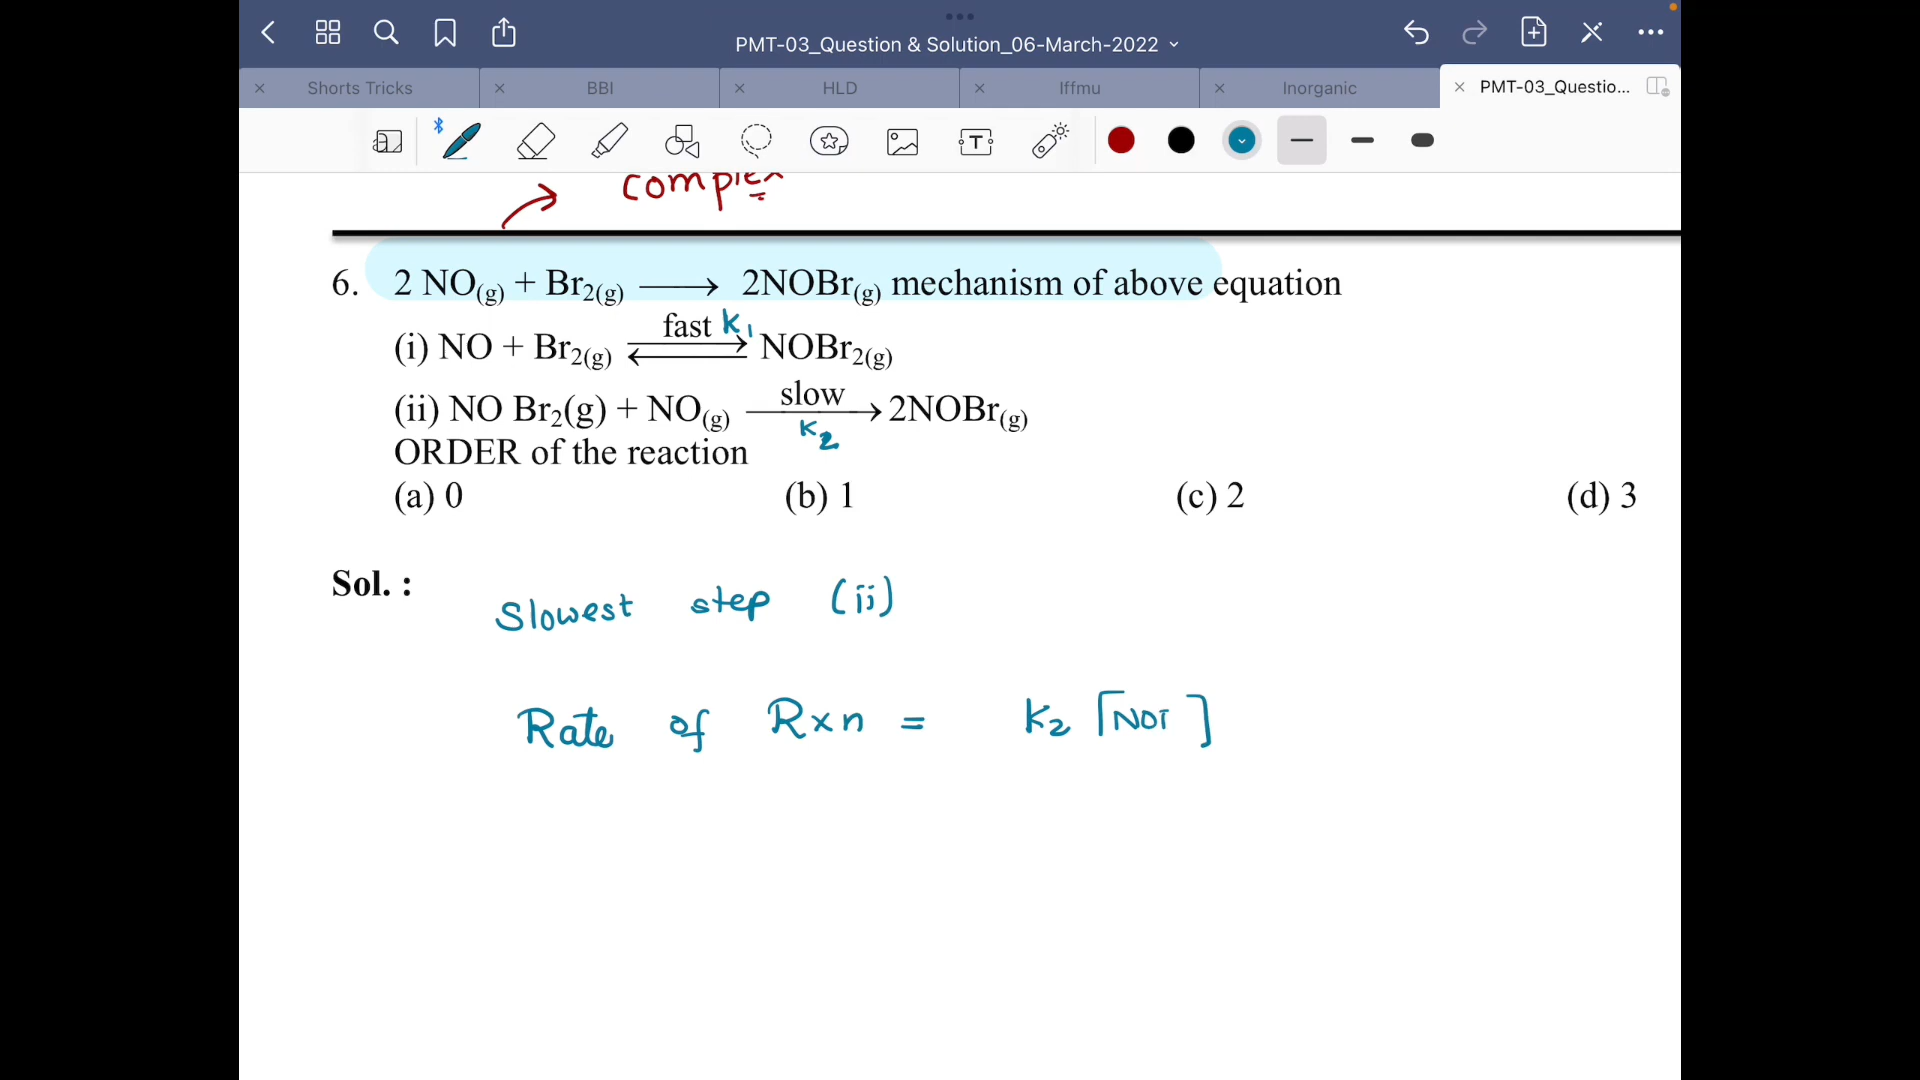 PMT-03_Question & Solution_06-March-2022
Shorts Tricks
BBI
HLD
Iffmu
Inorganic
PMT-03_Questio...
complex
6. 2 NO(g) + Br2(g) ⟶ 2NOBr(g) mechanism of above equation
fast k1
(i) NO + Br2(g) ⇌ NOBr2(g)
slow
(ii) NO Br2(g) + NO(g) ⟶ 2NOBr(g)
K2
ORDER of the reaction
(a) 0 (b) 1 (c) 2 (d) 3
Sol. :
Slowest step (ii)
Rate of Rxn = K2 [ ]